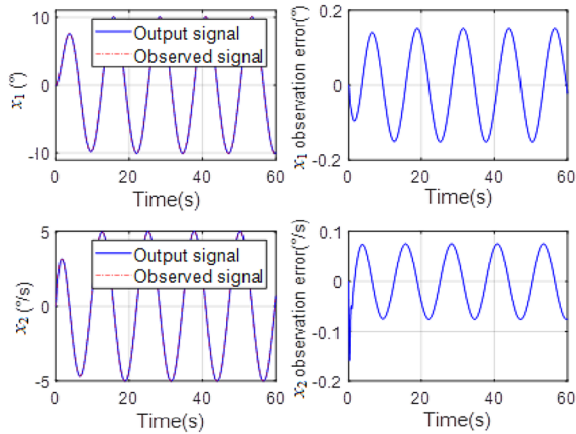 10
0
-10
x1 (°)
Output signal
Observed signal
0 20 40 60
Time(s)
0.2
0
-0.2
x1 observation error(°)
0 20 40 60
Time(s)
5
0
-5
x2 (°/s)
Output signal
Observed signal
0 20 40 60
Time(s)
0.1
0
-0.1
-0.2
x2 observation error(°/s)
0 20 40 60
Time(s)